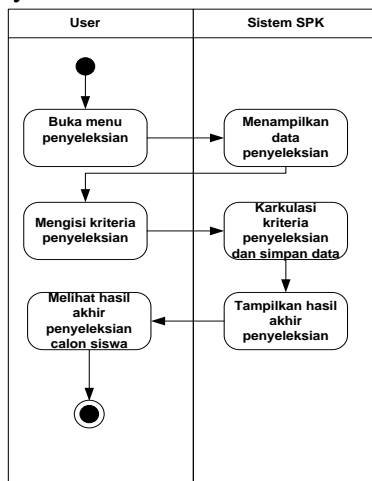 User
Sistem SPK
Buka menu
penyeleksian
Menampilkan
data
penyeleksian
Mengisi kriteria
penyeleksian
Karkulasi
kriteria
penyeleksian
dan simpan data
Melihat hasil
akhir
penyeleksian
calon siswa
Tampilkan hasil
akhir
penyeleksian